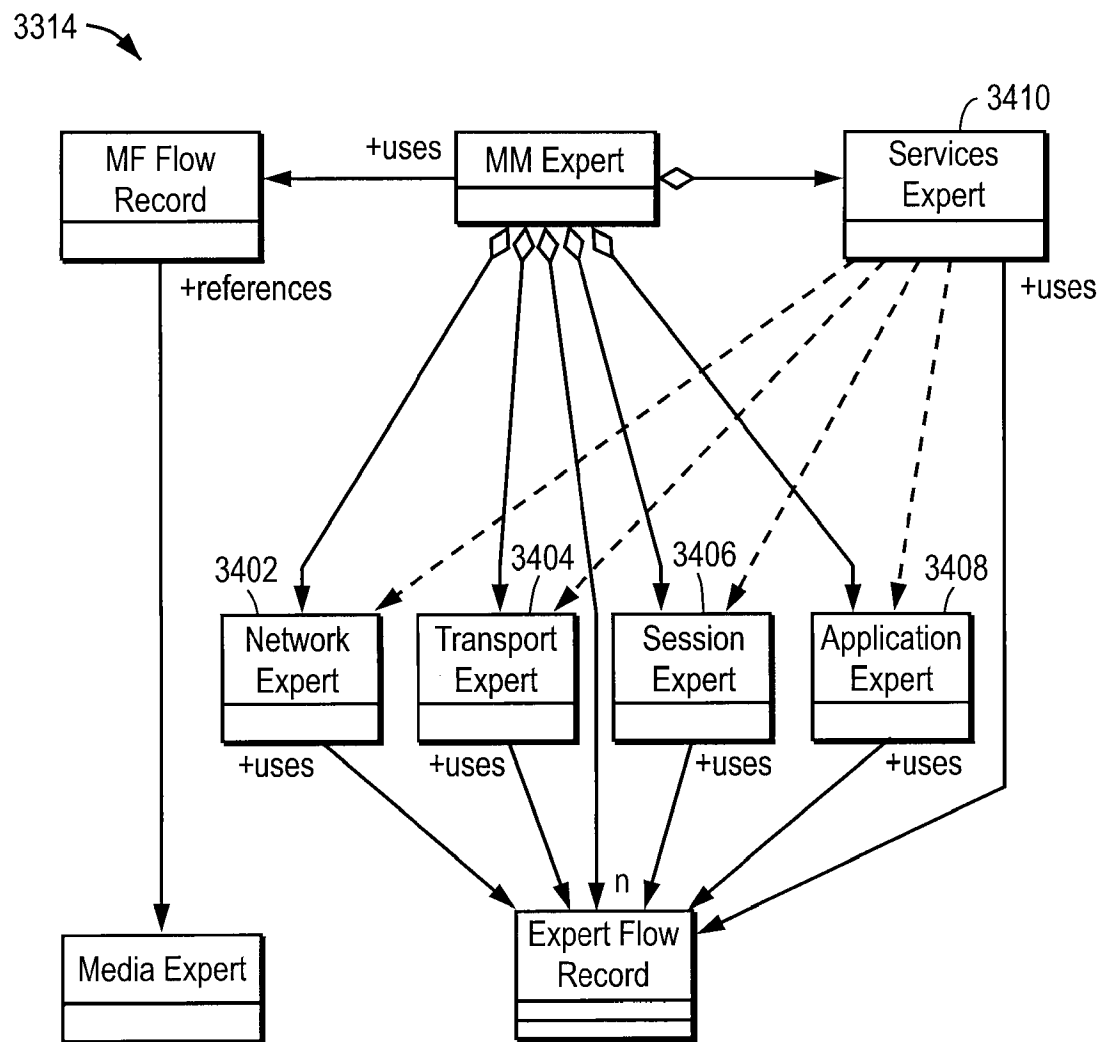 3314
3410
MF Flow
Record
+uses
MM Expert
Services
Expert
+references
+uses
3402
3404
3406
3408
Network
Expert
Transport
Expert
Session
Expert
Application
Expert
+uses
+uses
+uses
+uses
n
Media Expert
Expert Flow
Record